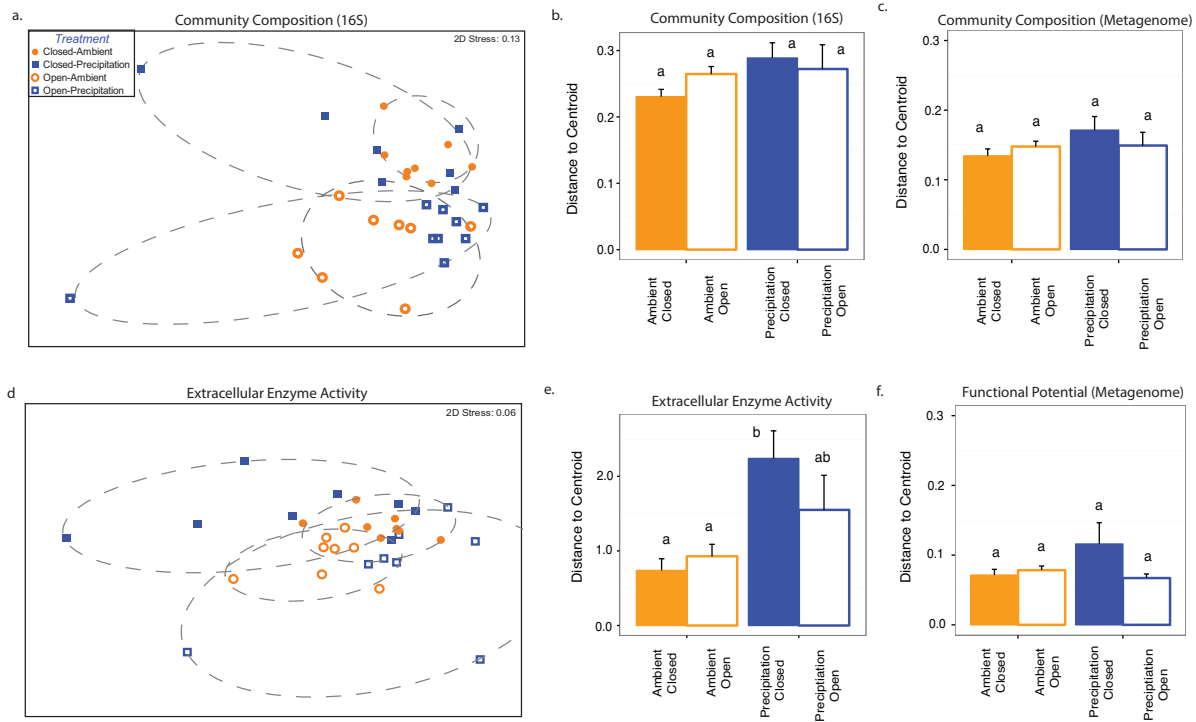 a.
Community Composition (16S)
2D Stress: 0.13
Treatment
Closed-Ambient
Closed-Precipitation
Open-Ambient
Open-Precipitation
b.
Community Composition (16S)
Distance to Centroid
0.3
0.2
0.1
0.0
a
a
a
a
Ambient
Closed
Ambient
Open
Precipitation
Closed
Preciptiation
Open
c.
Community Composition (Metagenome)
Distance to Centroid
0.3
0.2
0.1
0.0
a
a
a
a
Ambient
Closed
Ambient
Open
Precipitation
Closed
Precipitation
Open
d
Extracellular Enzyme Activity
2D Stress: 0.06
e.
Extracellular Enzyme Activity
Distance to Centroid
2.0
1.0
0.0
a
a
b
ab
Ambient
Closed
Ambient
Open
Precipitation
Closed
Precipitation
Open
f.
Functional Potential (Metagenome)
Distance to Centroid
0.3
0.2
0.1
0.0
a
a
a
a
Ambient
Closed
Ambient
Open
Precipitation
Closed
Precipitation
Open